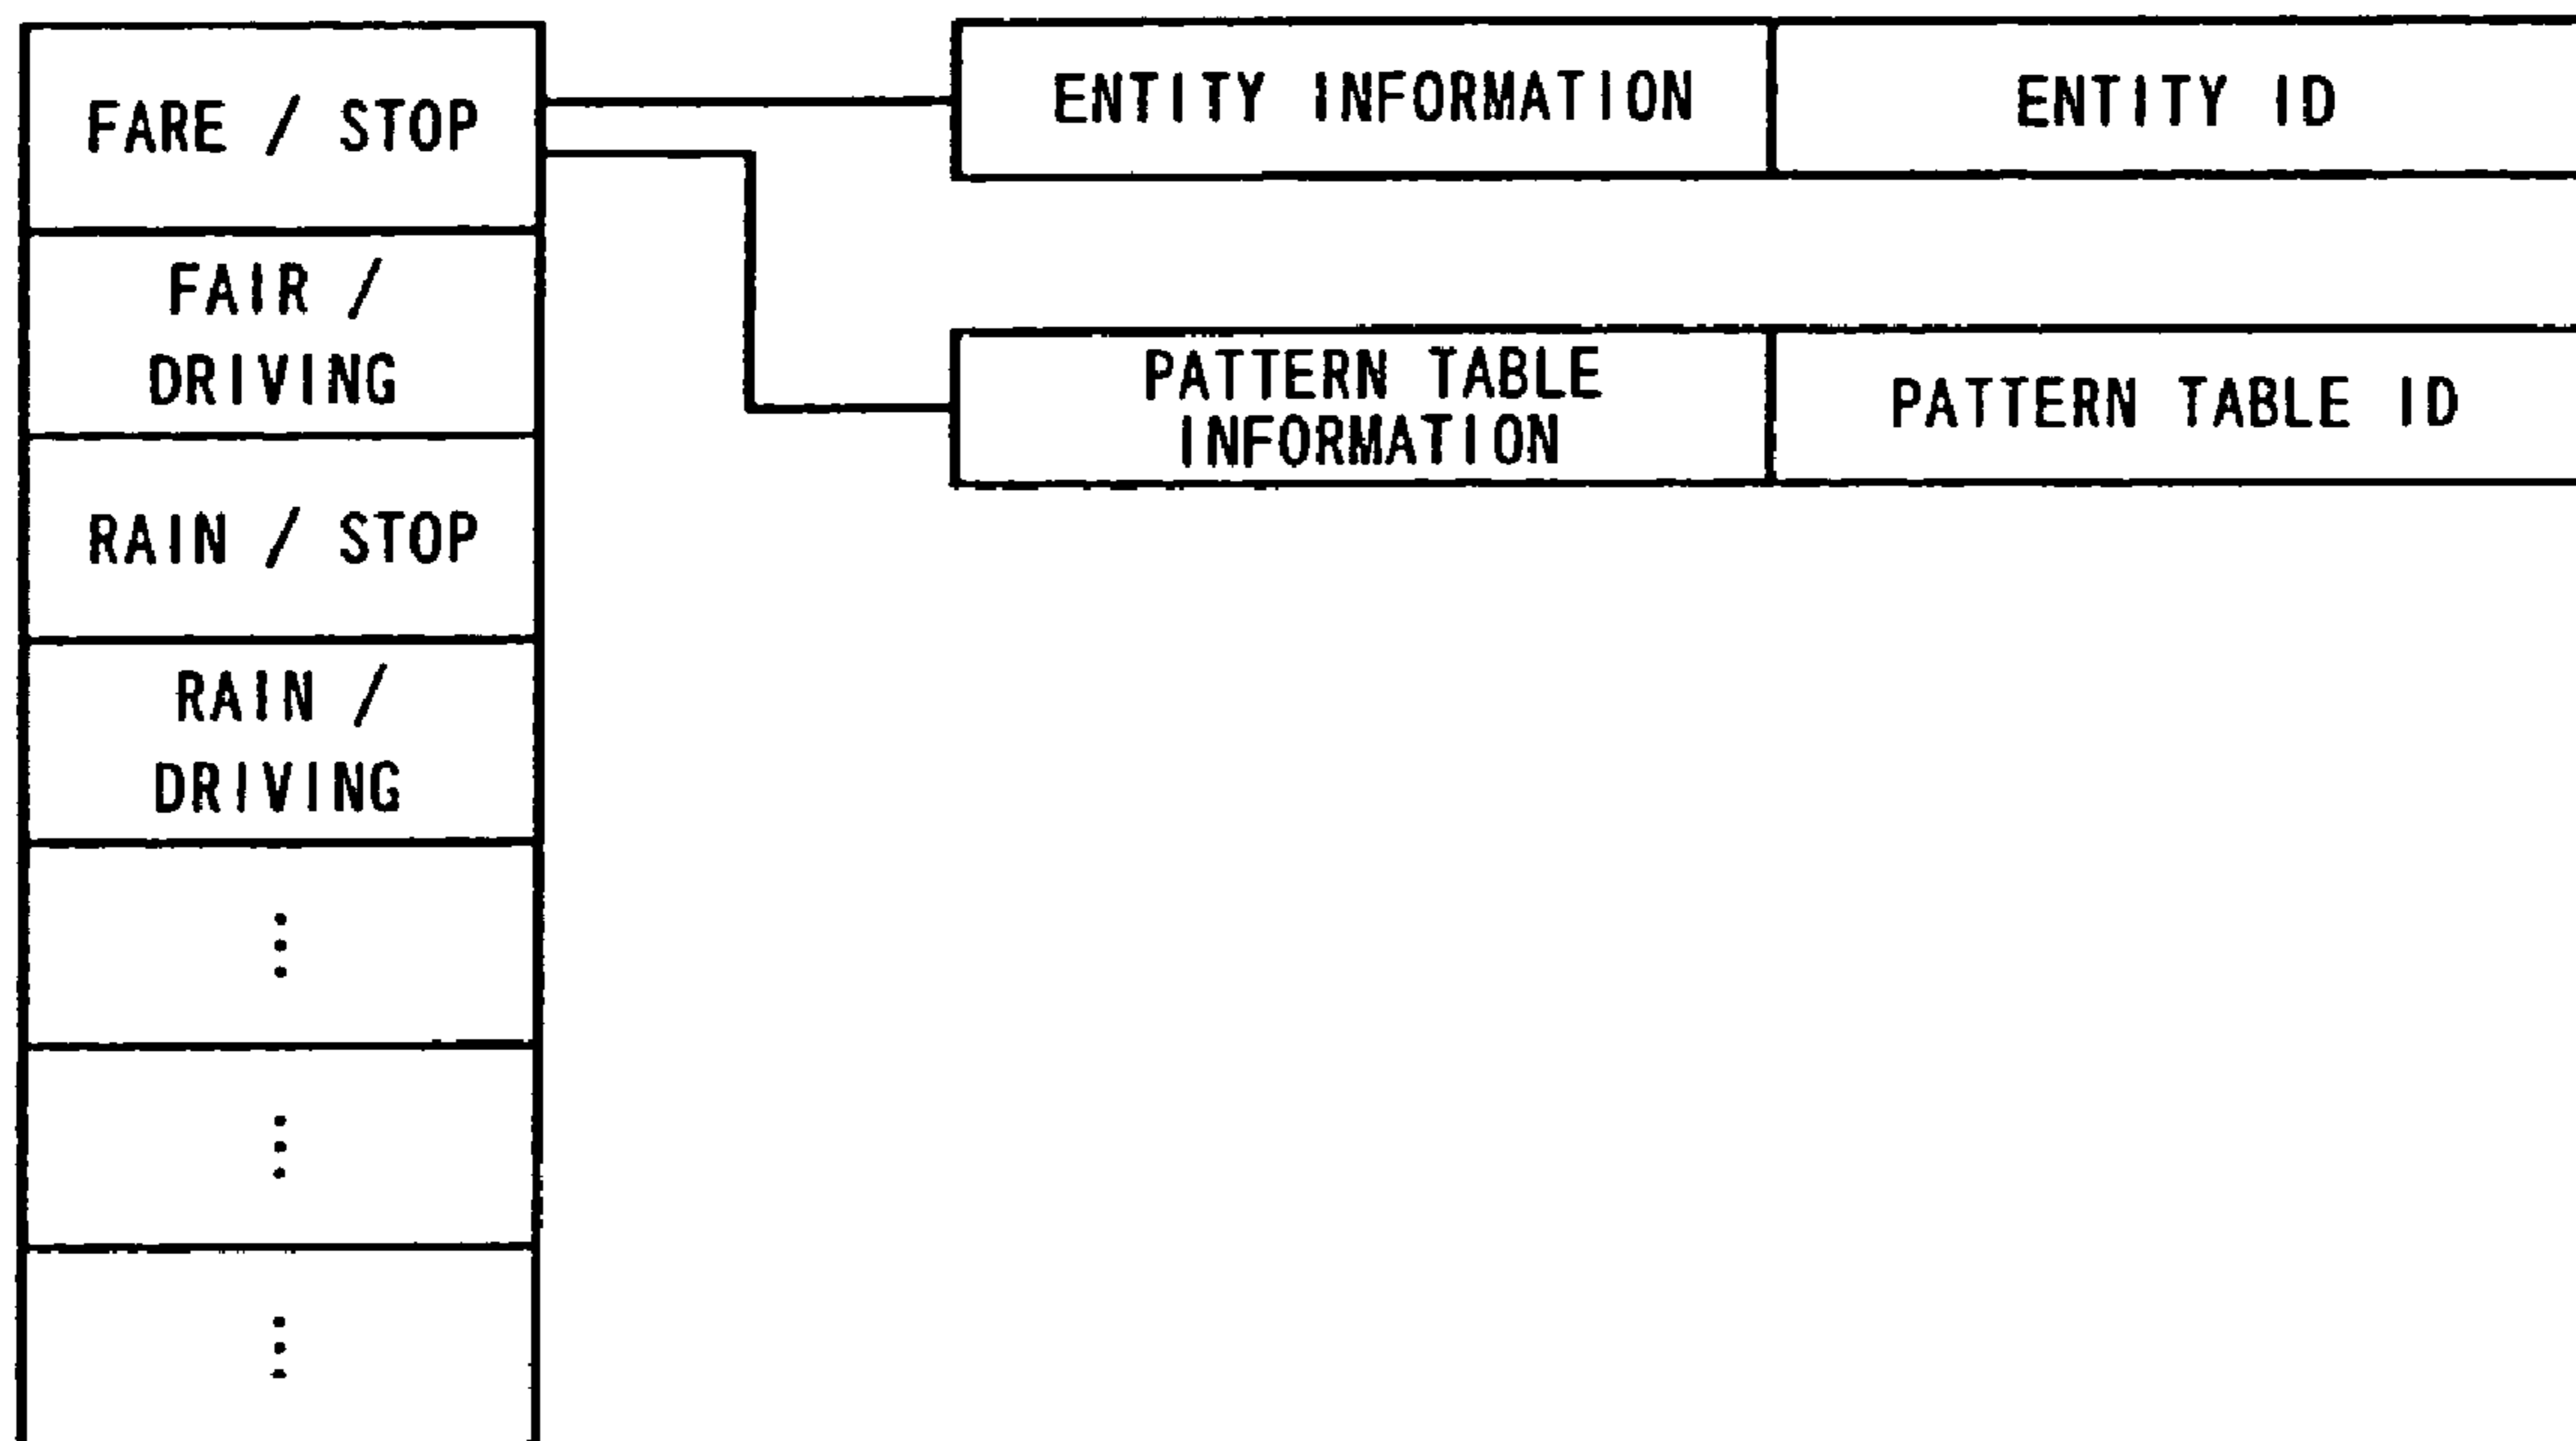 FARE / STOP
ENTITY INFORMATION
ENTITY ID
FAIR /
DRIVING
PATTERN TABLE
INFORMATION
PATTERN TABLE ID
RAIN / STOP
RAIN /
DRIVING